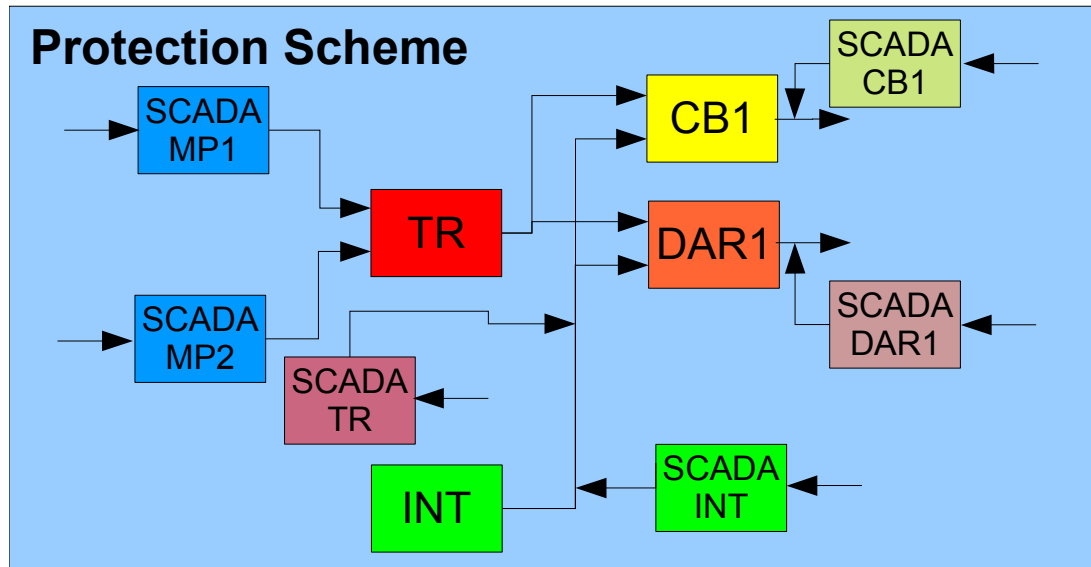 Protection Scheme
SCADA
CB1
SCADA
MP1
CB1
TR
DAR1
SCADA
MP2
SCADA
DAR1
SCADA
TR
INT
SCADA
INT